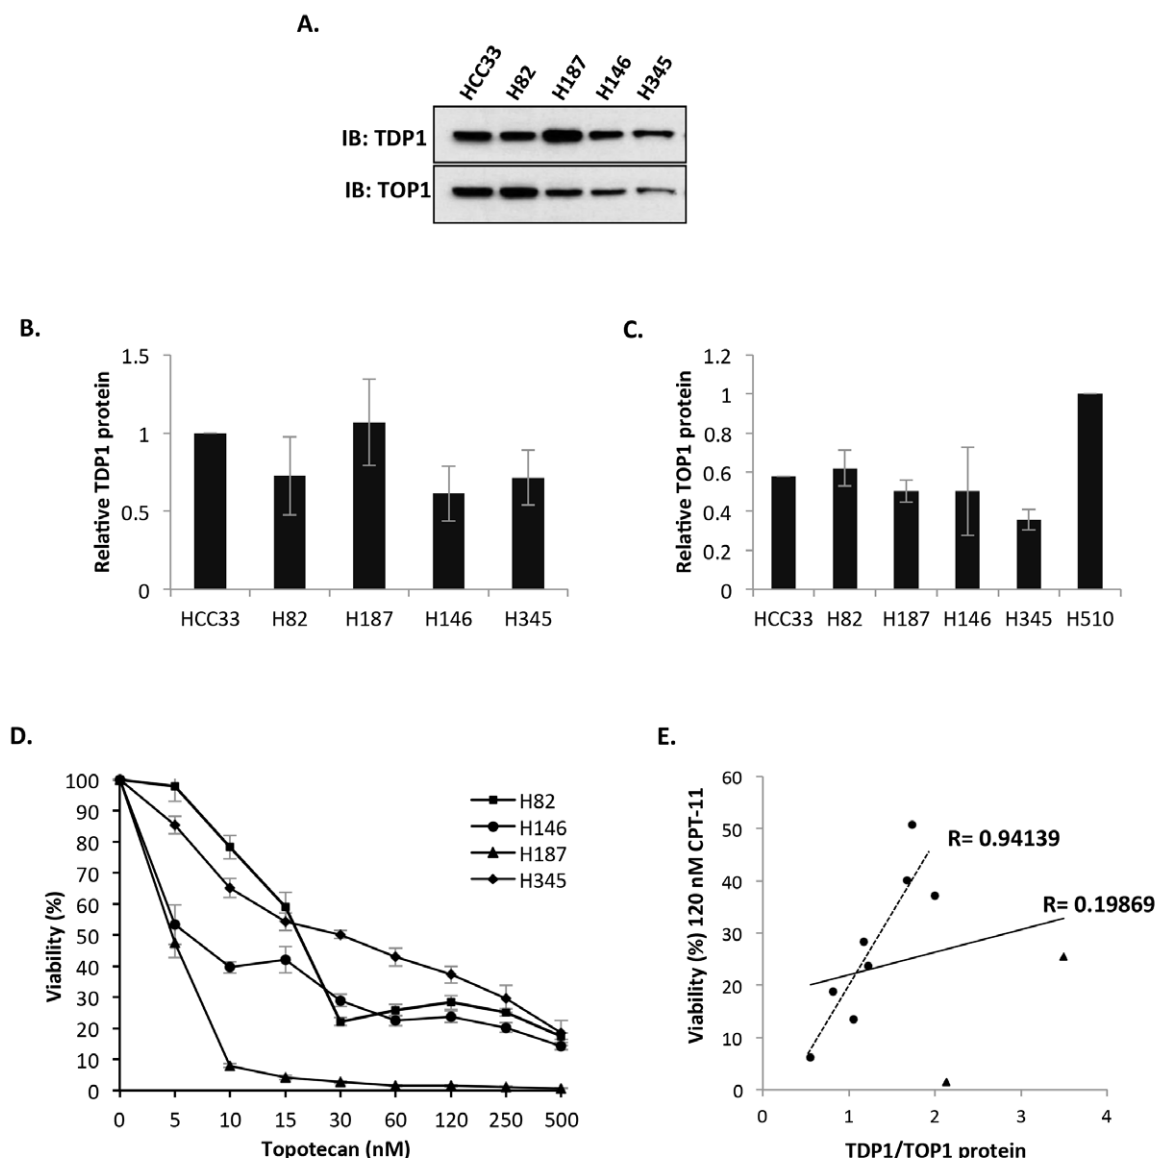 A.
HCC33 H82 H187 H146 H345
IB: TDP1
IB: TOP1
B.
Relative TDP1 protein
1.5
1
0.5
0
HCC33 H82 H187 H146 H345
C.
Relative TOP1 protein
1.2
1
0.8
0.6
0.4
0.2
0
HCC33 H82 H187 H146 H345 H510
D.
Viability (%)
100
90
80
70
60
50
40
30
20
10
0
H82
H146
H187
H345
0 5 10 15 30 60 120 250 500
Topotecan (nM)
E.
Viability (%) 120 nM CPT-11
60
50
40
30
20
10
0
R= 0.94139
R= 0.19869
0 1 2 3 4
TDP1/TOP1 protein